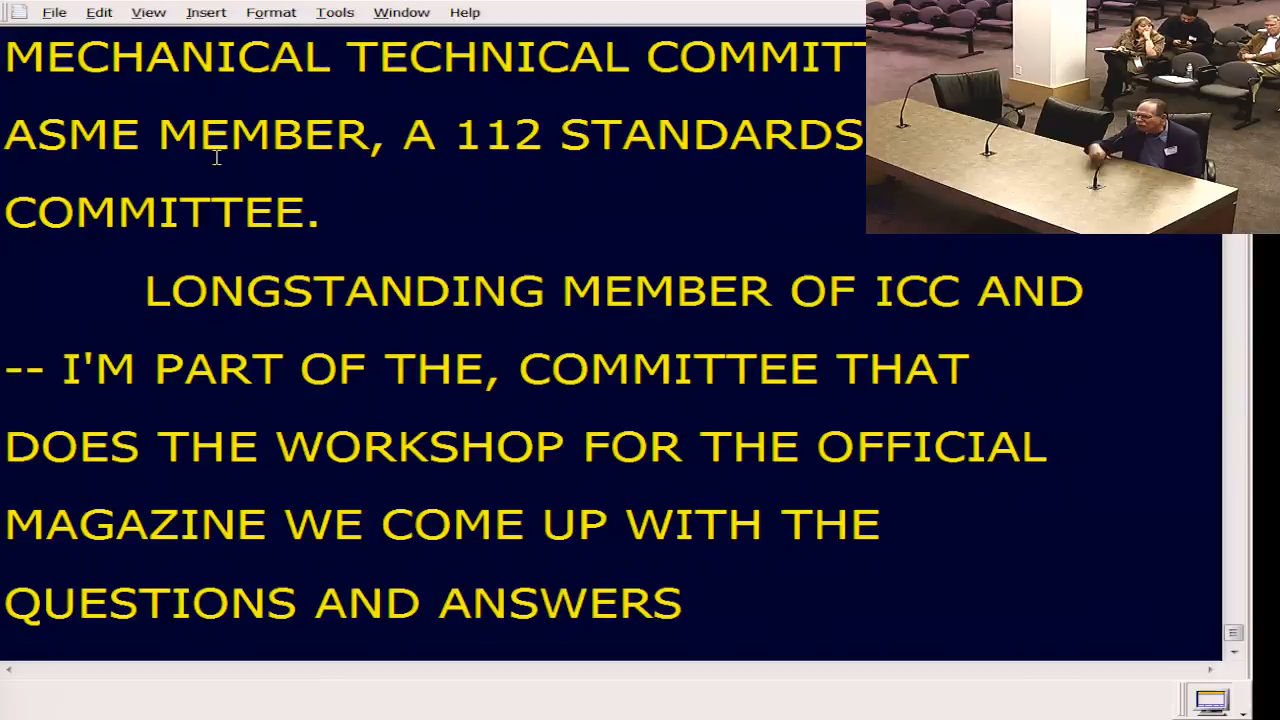 File Edit View Insert Format Tools Window Help
MECHANICAL TECHNICAL COMMITT
ASME MEMBER, A 112 STANDARDS
COMMITTEE.
LONGSTANDING MEMBER OF ICC AND
-- I'M PART OF THE, COMMITTEE THAT
DOES THE WORKSHOP FOR THE OFFICIAL
MAGAZINE WE COME UP WITH THE
QUESTIONS AND ANSWERS